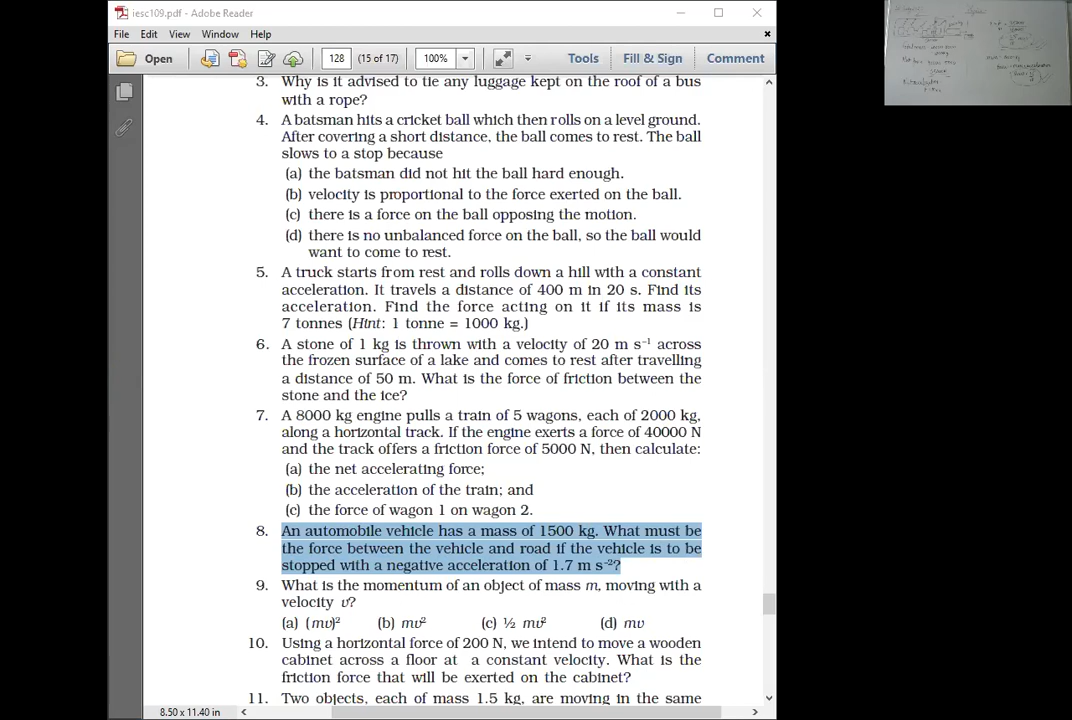 iesc109.pdf - Adobe Reader
File Edit View Window Help
Open 128 (15 of 17) 100% Tools Fill & Sign Comment
3. Why is it advised to tie any luggage kept on the roof of a bus
with a rope?
4. A batsman hits a cricket ball which then rolls on a level ground.
After covering a short distance, the ball comes to rest. The ball
slows to a stop because
(a) the batsman did not hit the ball hard enough.
(b) velocity is proportional to the force exerted on the ball.
(c) there is a force on the ball opposing the motion.
(d) there is no unbalanced force on the ball, so the ball would
want to come to rest.
5. A truck starts from rest and rolls down a hill with a constant
acceleration. It travels a distance of 400 m in 20 s. Find its
acceleration. Find the force acting on it if its mass is
7 tonnes (Hint: 1 tonne = 1000 kg.)
6. A stone of 1 kg is thrown with a velocity of 20 m s⁻¹ across
the frozen surface of a lake and comes to rest after travelling
a distance of 50 m. What is the force of friction between the
stone and the ice?
7. A 8000 kg engine pulls a train of 5 wagons, each of 2000 kg,
along a horizontal track. If the engine exerts a force of 40000 N
and the track offers a friction force of 5000 N, then calculate:
(a) the net accelerating force;
(b) the acceleration of the train; and
(c) the force of wagon 1 on wagon 2.
8. An automobile vehicle has a mass of 1500 kg. What must be
the force between the vehicle and road if the vehicle is to be
stopped with a negative acceleration of 1.7 m s⁻²?
9. What is the momentum of an object of mass m, moving with a
velocity v?
(a) (mv)² (b) mv² (c) ½ mv² (d) mv
10. Using a horizontal force of 200 N, we intend to move a wooden
cabinet across a floor at a constant velocity. What is the
friction force that will be exerted on the cabinet?
11. Two objects, each of mass 1.5 kg, are moving in the same
8.50 x 11.40 in